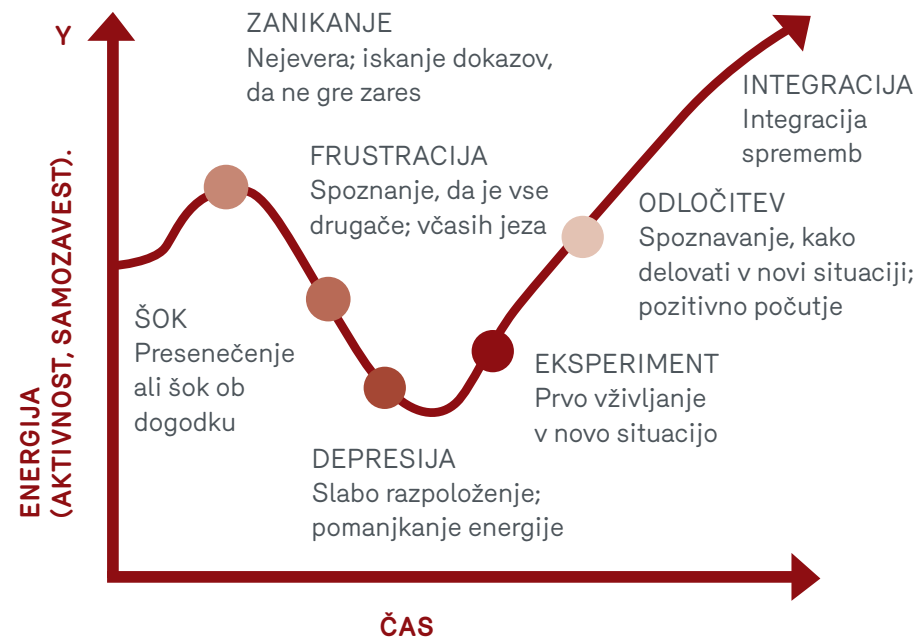 Y
ENERGIJA
(AKTIVNOST, SAMOZAVEST).
ZANIKANJE
Nejevera; iskanje dokazov,
da ne gre zares
INTEGRACIJA
Integracija
sprememb
FRUSTRACIJA
Spoznanje, da je vse
drugače; včasih jeza
ODLOČITEV
Spoznavanje, kako
delovati v novi situaciji;
pozitivno počutje
ŠOK
Presenečenje
ali šok ob
dogodku
EKSPERIMENT
Prvo vživljanje
v novo situacijo
DEPRESIJA
Slabo razpoloženje;
pomanjkanje energije
ČAS